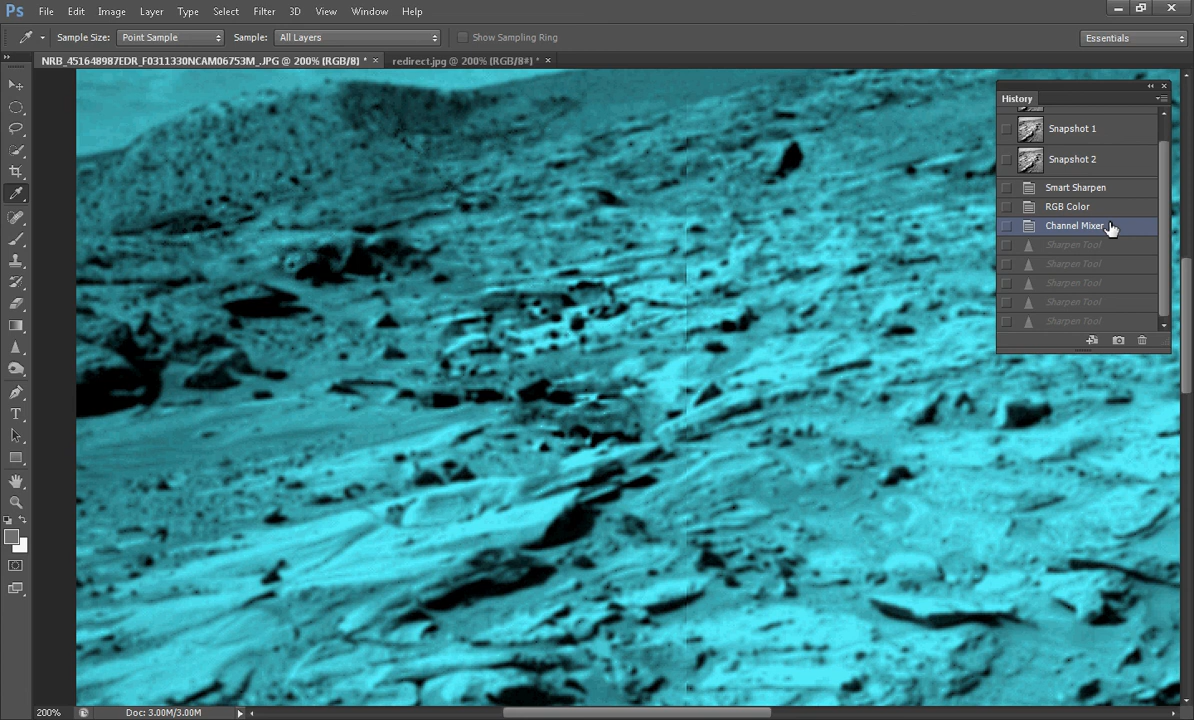 Ps File Edit Image Layer Type Select Filter 3D View Window Help
Sample Size: Point Sample Sample: All Layers Show Sampling Ring Essentials
NRB_451648987EDR_F0311330NCAM06753M_.JPG @ 200% (RGB/8) * × redirect.jpg @ 200% (RGB/8#) * ×
History
Snapshot 1
Snapshot 2
Smart Sharpen
RGB Color
Channel Mixer
Sharpen Tool
Sharpen Tool
Sharpen Tool
Sharpen Tool
Sharpen Tool
T
200% Doc: 3.00M/3.00M